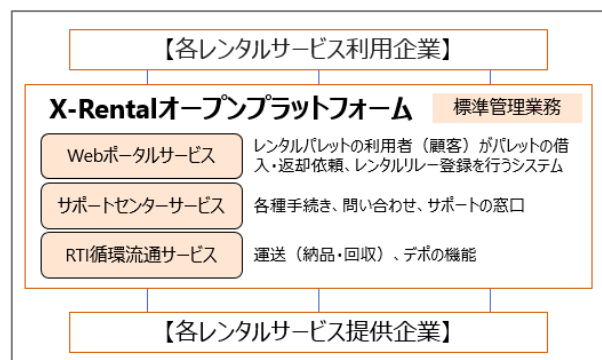 【各レンタルサービス利用企業】
X-Rentalオープンプラットフォーム 標準管理業務
Webポータルサービス レンタルパレットの利用者（顧客）がパレットの借
入・返却依頼、レンタルリレー登録を行うシステム
サポートセンターサービス 各種手続き、問い合わせ、サポートの窓口
RTI循環流通サービス 運送（納品・回収）、デポの機能
【各レンタルサービス提供企業】